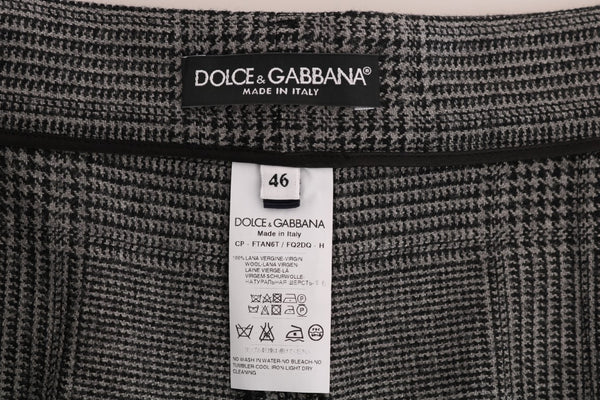 DOLCE & GABBANA®
MADE IN ITALY
46
DOLCE & GABBANA
Made in Italy
CP - FTAN6T / FQ2DQ - H
100% LANA VERGINE-VIRGIN
WOOL-LANA VIRGEN
LAINE VIERGE-LÃ
VIRGEM-SCHURWOLLE-
НАТУРАЛЬНАЯ ШЕРСТЬ-毛
NO WASH IN WATER-NO BLEACH-NO
TUMBLER-COOL IRON-LIGHT DRY
CLEANING